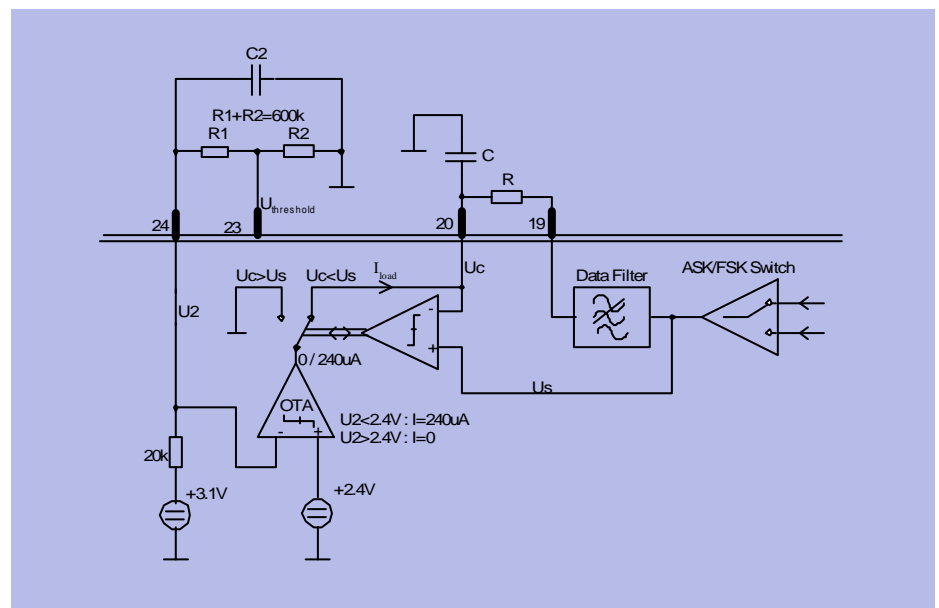 C2
R1+R2=600k
R1
R2
C
R
U threshold
24
23
20
19
Uc>Us
Uc<Us
I load
Uc
Data Filter
ASK/FSK Switch
U2
-
+
0 / 240uA
Us
OTA
U2<2.4V : I=240uA
U2>2.4V : I=0
-
+
20k
+3.1V
+2.4V